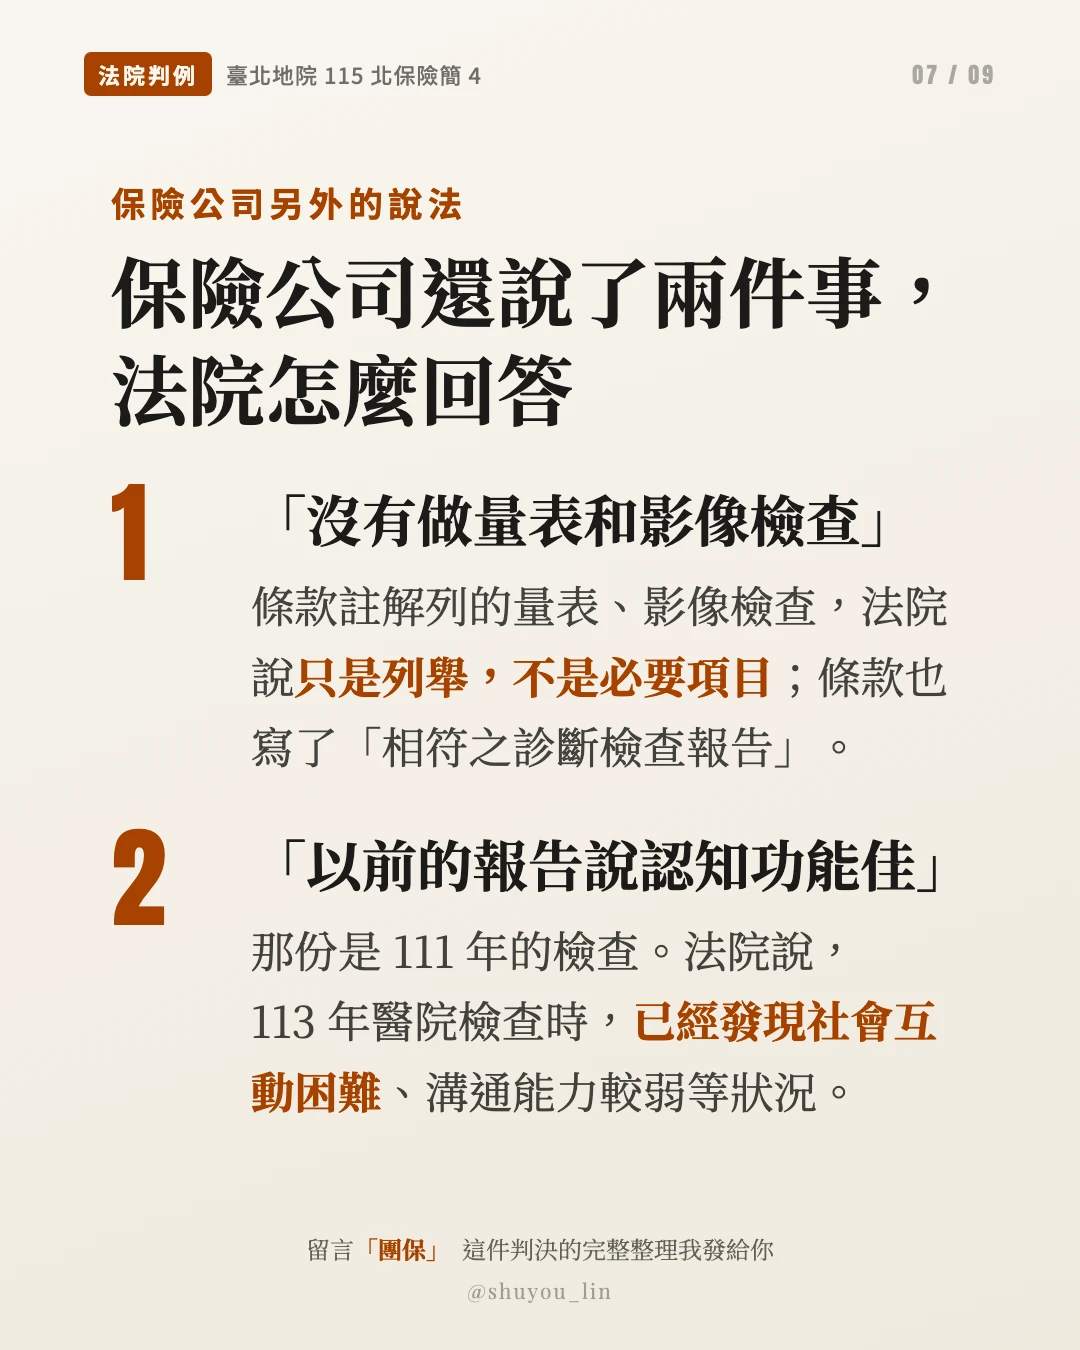 法院判例 臺北地院 115 北保險簡 4
07 / 09
保險公司另外的說法
保險公司還說了兩件事，
法院怎麼回答
1
「沒有做量表和影像檢查」
條款註解列的量表、影像檢查，法院
說只是列舉，不是必要項目；條款也
寫了「相符之診斷檢查報告」。
2
「以前的報告說認知功能佳」
那份是 111 年的檢查。法院說，
113 年醫院檢查時，已經發現社會互
動困難、溝通能力較弱等狀況。
留言「團保」 這件判決的完整整理我發給你
@shuyou_lin